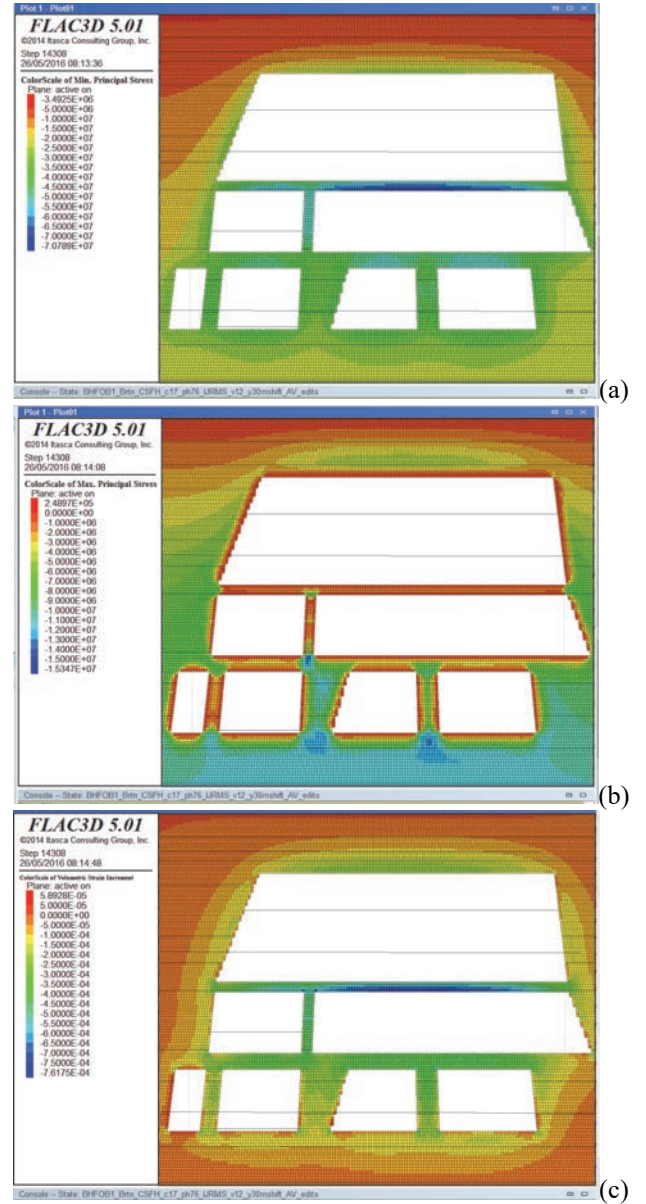 Plot 1 - Plot01
FLAC3D 5.01
©2014 Itasca Consulting Group, Inc.
Step 14308
26/05/2016 08:13:36
ColorScale of Min. Principal Stress
Plane: active on
-3.4925E+06
-5.0000E+06
-1.0000E+07
-1.5000E+07
-2.0000E+07
-2.5000E+07
-3.0000E+07
-3.5000E+07
-4.0000E+07
-4.5000E+07
-5.0000E+07
-5.5000E+07
-6.0000E+07
-6.5000E+07
-7.0000E+07
-7.0789E+07
Console -- State: BHFOB1_Brtn_CSFH_c17_ph76_IJRMS_v12_y30mshift_AV_edits
(a)
Plot 1 - Plot01
FLAC3D 5.01
©2014 Itasca Consulting Group, Inc.
Step 14308
26/05/2016 08:14:08
ColorScale of Max. Principal Stress
Plane: active on
2.4897E+05
0.0000E+00
-1.0000E+06
-2.0000E+06
-3.0000E+06
-4.0000E+06
-5.0000E+06
-6.0000E+06
-7.0000E+06
-8.0000E+06
-9.0000E+06
-1.0000E+07
-1.1000E+07
-1.2000E+07
-1.3000E+07
-1.4000E+07
-1.5000E+07
-1.5347E+07
Console -- State: BHFOB1_Brtn_CSFH_c17_ph76_IJRMS_v12_y30mshift_AV_edits
(b)
FLAC3D 5.01
©2014 Itasca Consulting Group, Inc.
Step 14308
26/05/2016 08:14:48
ColorScale of Volumetric Strain Increment
Plane: active on
5.8928E-05
5.0000E-05
0.0000E+00
-5.0000E-05
-1.0000E-04
-1.5000E-04
-2.0000E-04
-2.5000E-04
-3.0000E-04
-3.5000E-04
-4.0000E-04
-4.5000E-04
-5.0000E-04
-5.5000E-04
-6.0000E-04
-6.5000E-04
-7.0000E-04
-7.5000E-04
-7.6175E-04
Console -- State: BHFOB1_Brtn_CSFH_c17_ph76_IJRMS_v12_y30mshift_AV_edits
(c)